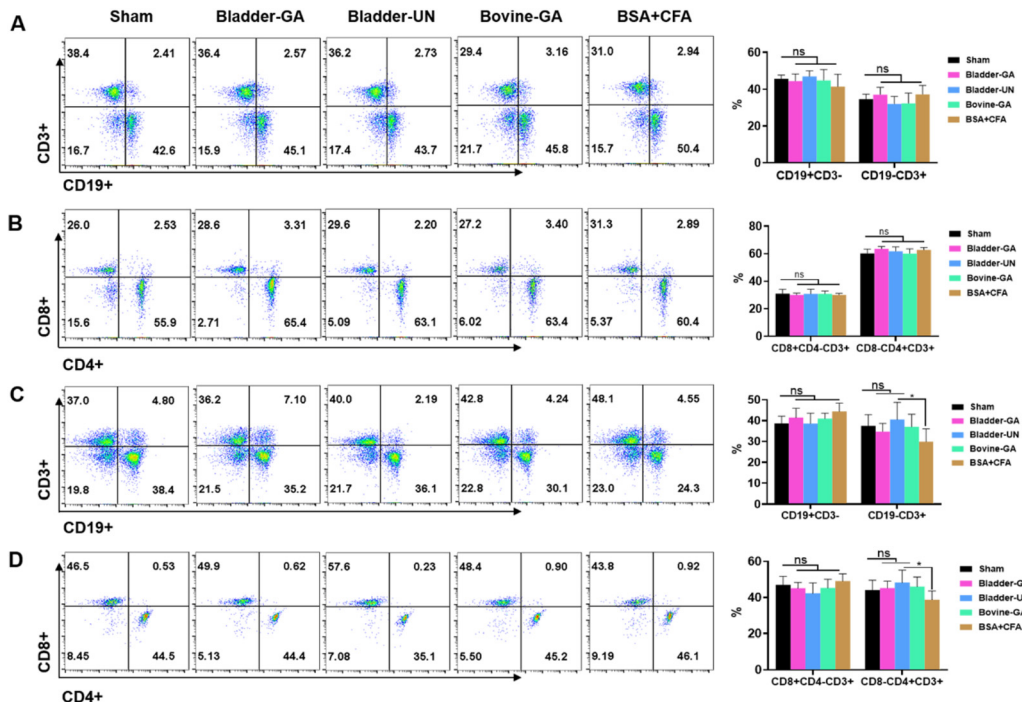 Sham Bladder-GA Bladder-UN Bovine-GA BSA+CFA
A
38.4 2.41 36.4 2.57 36.2 2.73 29.4 3.16 31.0 2.94
16.7 42.6 15.9 45.1 17.4 43.7 21.7 45.8 15.7 50.4
CD3+
CD19+
%
60
40
20
0
ns ns
CD19+CD3- CD19-CD3+
Sham
Bladder-GA
Bladder-UN
Bovine-GA
BSA+CFA
B
26.0 2.53 28.6 3.31 29.6 2.20 27.2 3.40 31.3 2.89
15.6 55.9 2.71 65.4 5.09 63.1 6.02 63.4 5.37 60.4
CD8+
CD4+
%
80
60
40
20
0
ns ns
CD8+CD4-CD3+ CD8-CD4+CD3+
Sham
Bladder-GA
Bladder-UN
Bovine-GA
BSA+CFA
C
37.0 4.80 36.2 7.10 40.0 2.19 42.8 4.24 48.1 4.55
19.8 38.4 21.5 35.2 21.7 36.1 22.8 30.1 23.0 24.3
CD3+
CD19+
%
50
40
30
20
10
0
ns ns *
CD19+CD3- CD19-CD3+
Sham
Bladder-GA
Bladder-UN
Bovine-GA
BSA+CFA
D
46.5 0.53 49.9 0.62 57.6 0.23 48.4 0.90 43.8 0.92
8.45 44.5 5.13 44.4 7.08 35.1 5.50 45.2 9.19 46.1
CD8+
CD4+
%
60
40
20
0
ns ns *
CD8+CD4-CD3+ CD8-CD4+CD3+
Sham
Bladder-G
Bladder-U
Bovine-GA
BSA+CFA